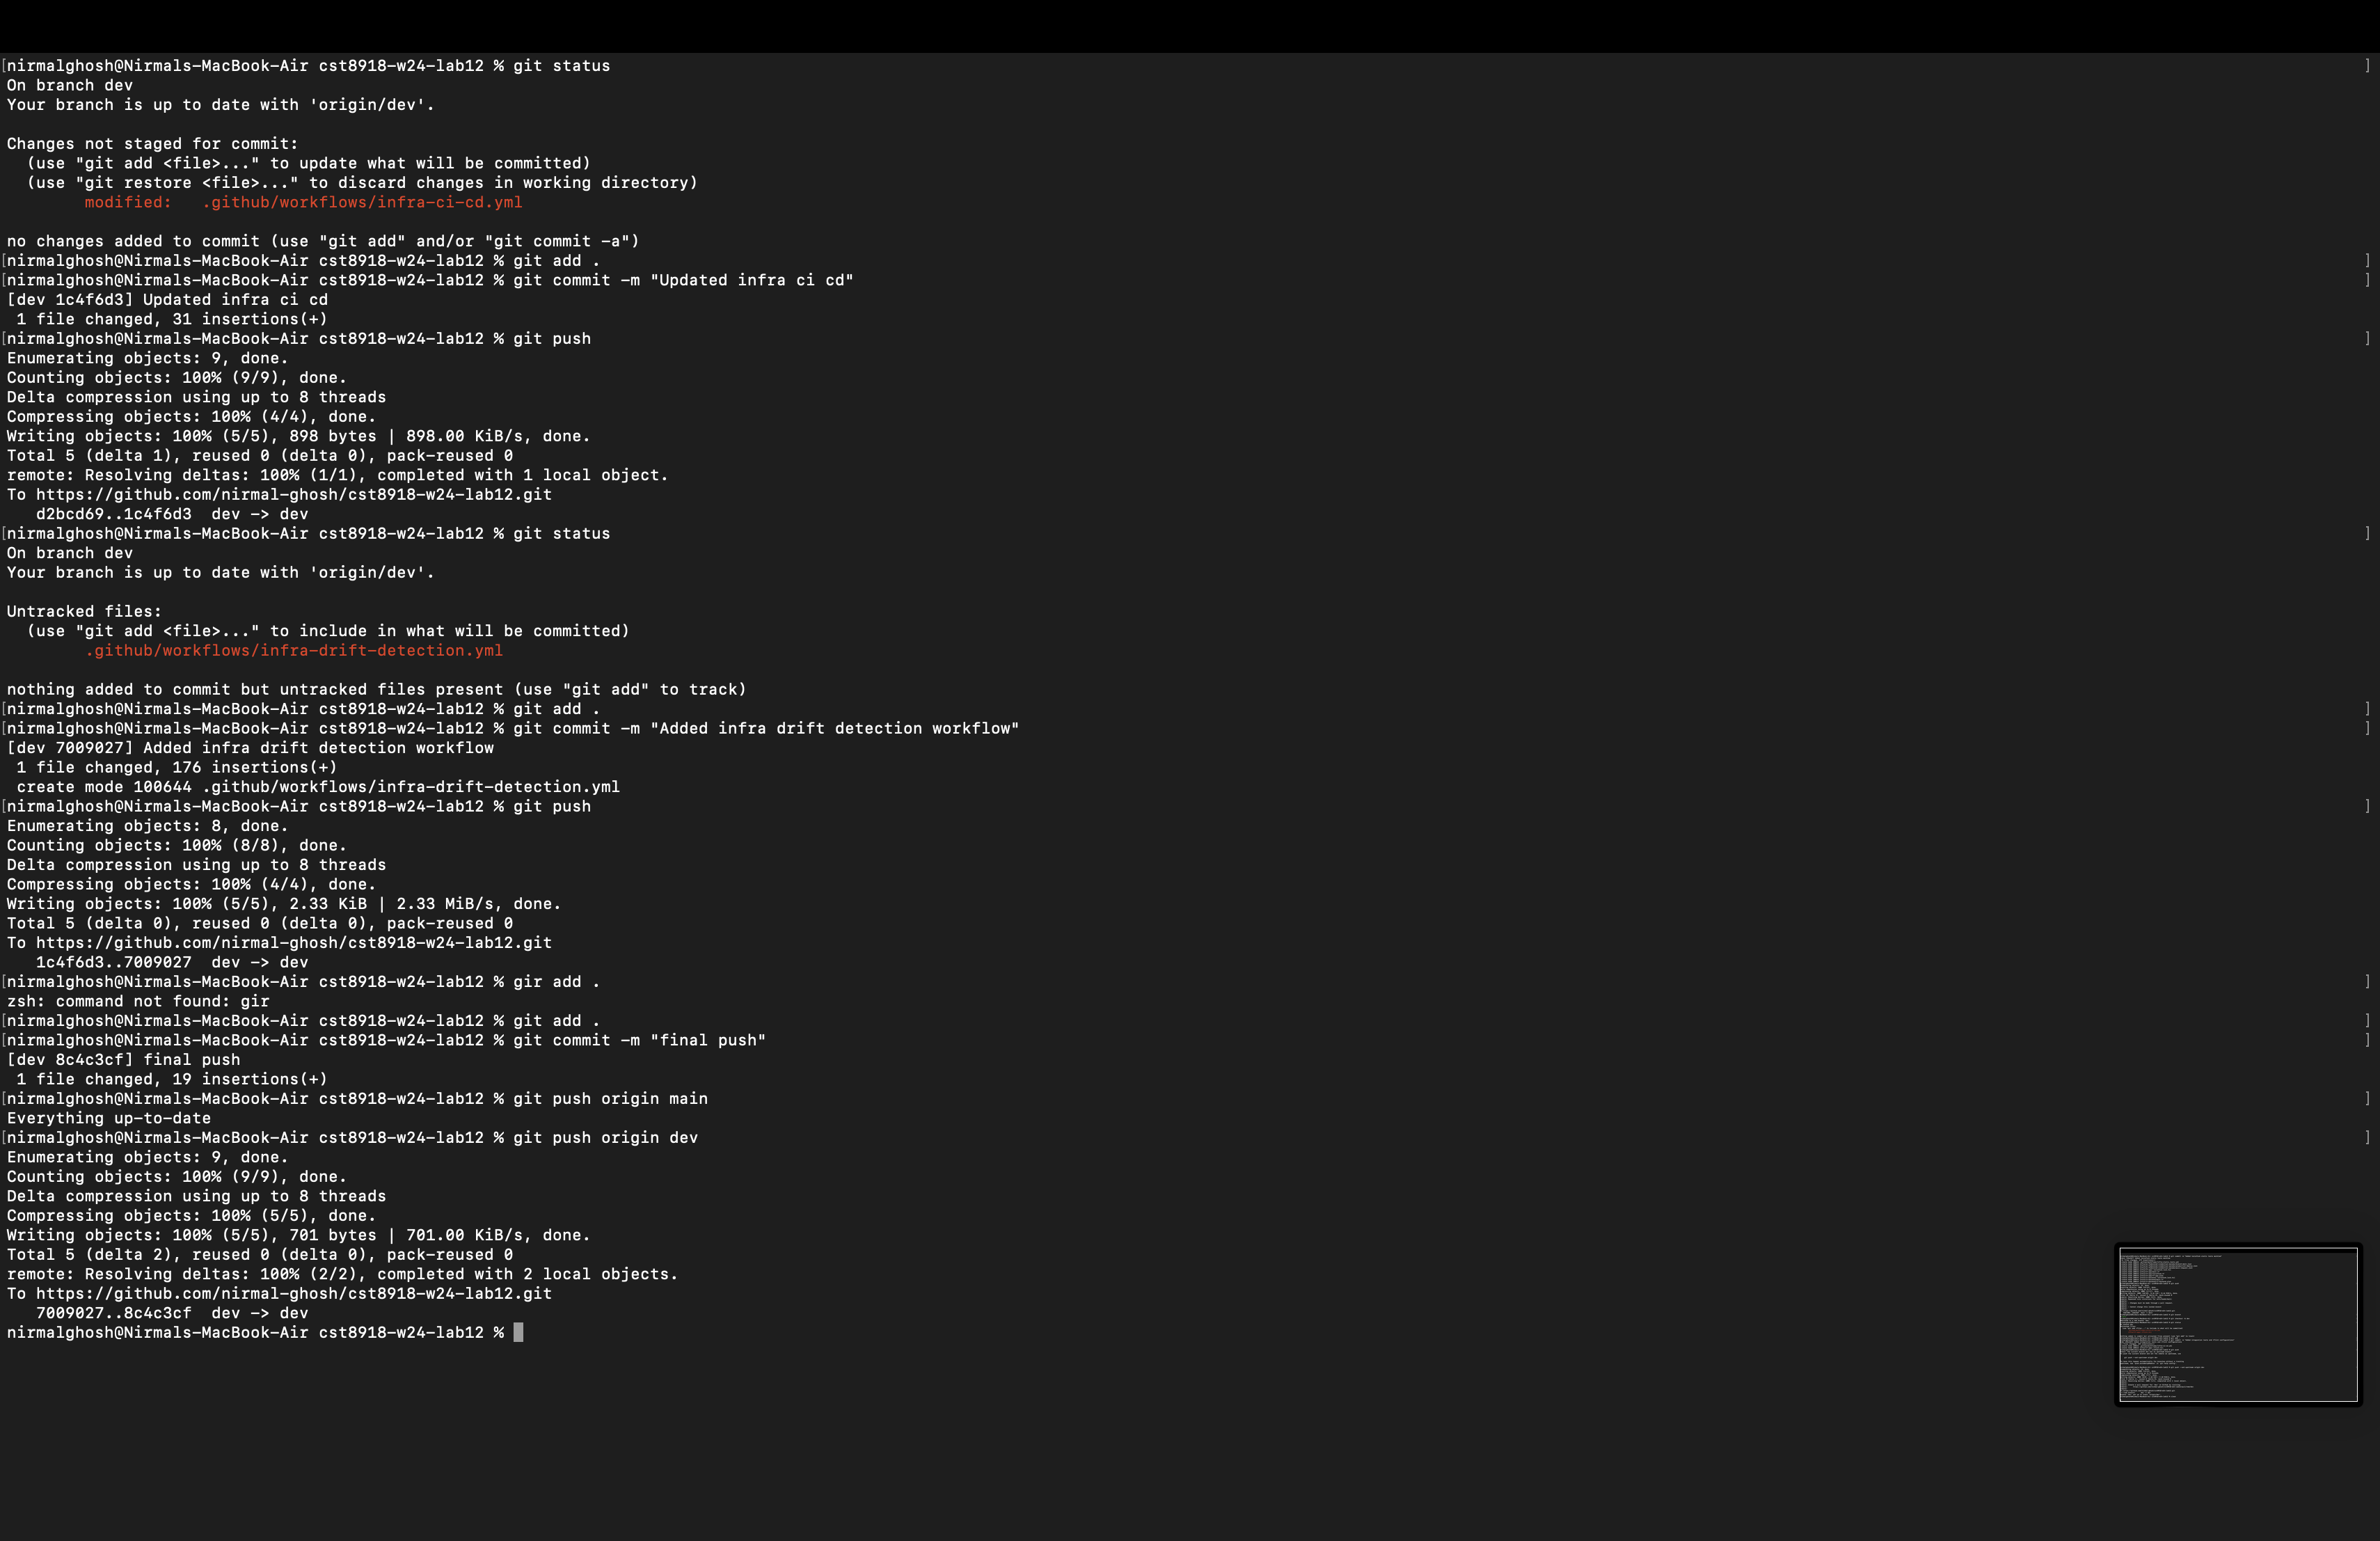 [nirmalghosh@Nirmals-MacBook-Air cst8918-w24-lab12 % git status ]
On branch dev
Your branch is up to date with 'origin/dev'.
Changes not staged for commit:
(use "git add <file>..." to update what will be committed)
(use "git restore <file>..." to discard changes in working directory)
modified: .github/workflows/infra-ci-cd.yml
no changes added to commit (use "git add" and/or "git commit -a")
[nirmalghosh@Nirmals-MacBook-Air cst8918-w24-lab12 % git add . ]
[nirmalghosh@Nirmals-MacBook-Air cst8918-w24-lab12 % git commit -m "Updated infra ci cd" ]
[dev 1c4f6d3] Updated infra ci cd
1 file changed, 31 insertions(+)
[nirmalghosh@Nirmals-MacBook-Air cst8918-w24-lab12 % git push ]
Enumerating objects: 9, done.
Counting objects: 100% (9/9), done.
Delta compression using up to 8 threads
Compressing objects: 100% (4/4), done.
Writing objects: 100% (5/5), 898 bytes | 898.00 KiB/s, done.
Total 5 (delta 1), reused 0 (delta 0), pack-reused 0
remote: Resolving deltas: 100% (1/1), completed with 1 local object.
To https://github.com/nirmal-ghosh/cst8918-w24-lab12.git
d2bcd69..1c4f6d3 dev -> dev
[nirmalghosh@Nirmals-MacBook-Air cst8918-w24-lab12 % git status ]
On branch dev
Your branch is up to date with 'origin/dev'.
Untracked files:
(use "git add <file>..." to include in what will be committed)
.github/workflows/infra-drift-detection.yml
nothing added to commit but untracked files present (use "git add" to track)
[nirmalghosh@Nirmals-MacBook-Air cst8918-w24-lab12 % git add . ]
[nirmalghosh@Nirmals-MacBook-Air cst8918-w24-lab12 % git commit -m "Added infra drift detection workflow" ]
[dev 7009027] Added infra drift detection workflow
1 file changed, 176 insertions(+)
create mode 100644 .github/workflows/infra-drift-detection.yml
[nirmalghosh@Nirmals-MacBook-Air cst8918-w24-lab12 % git push ]
Enumerating objects: 8, done.
Counting objects: 100% (8/8), done.
Delta compression using up to 8 threads
Compressing objects: 100% (4/4), done.
Writing objects: 100% (5/5), 2.33 KiB | 2.33 MiB/s, done.
Total 5 (delta 0), reused 0 (delta 0), pack-reused 0
To https://github.com/nirmal-ghosh/cst8918-w24-lab12.git
1c4f6d3..7009027 dev -> dev
[nirmalghosh@Nirmals-MacBook-Air cst8918-w24-lab12 % gir add . ]
zsh: command not found: gir
[nirmalghosh@Nirmals-MacBook-Air cst8918-w24-lab12 % git add . ]
[nirmalghosh@Nirmals-MacBook-Air cst8918-w24-lab12 % git commit -m "final push" ]
[dev 8c4c3cf] final push
1 file changed, 19 insertions(+)
[nirmalghosh@Nirmals-MacBook-Air cst8918-w24-lab12 % git push origin main ]
Everything up-to-date
[nirmalghosh@Nirmals-MacBook-Air cst8918-w24-lab12 % git push origin dev ]
Enumerating objects: 9, done.
Counting objects: 100% (9/9), done.
Delta compression using up to 8 threads
Compressing objects: 100% (5/5), done.
Writing objects: 100% (5/5), 701 bytes | 701.00 KiB/s, done.
Total 5 (delta 2), reused 0 (delta 0), pack-reused 0
remote: Resolving deltas: 100% (2/2), completed with 2 local objects.
To https://github.com/nirmal-ghosh/cst8918-w24-lab12.git
7009027..8c4c3cf dev -> dev
nirmalghosh@Nirmals-MacBook-Air cst8918-w24-lab12 %